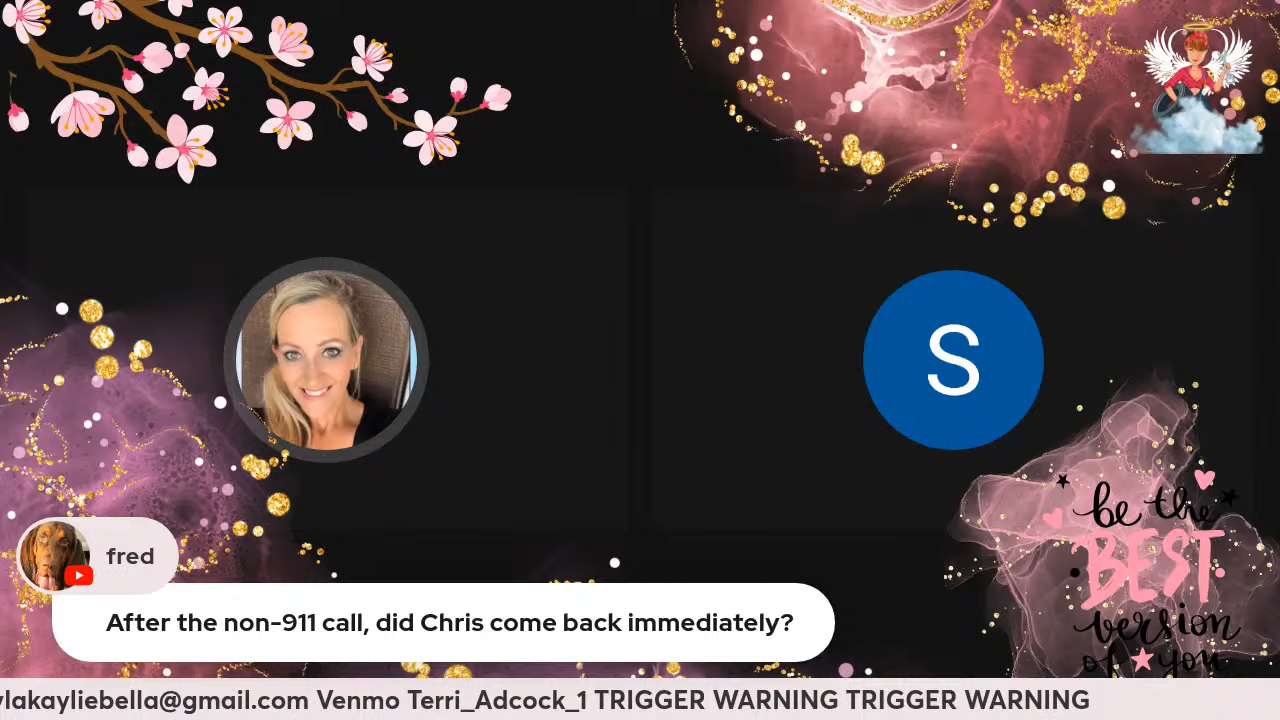 S
be the
BEST
version
of you
fred
After the non-911 call, did Chris come back immediately?
ylakayliebella@gmail.com Venmo Terri_Adcock_1 TRIGGER WARNING TRIGGER WARNING